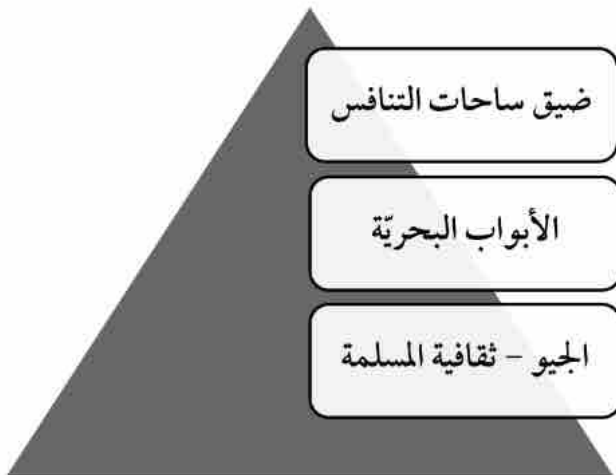 ضيق ساحات التنافس
الأبواب البحريّة
الجيو – ثقافية المسلمة